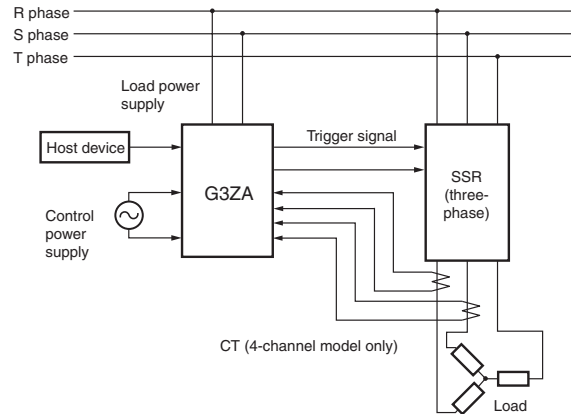 R phase
S phase
T phase
Load power
supply
Host device
Trigger signal
G3ZA
SSR
(three-
phase)
Control
power
supply
CT (4-channel model only)
Load